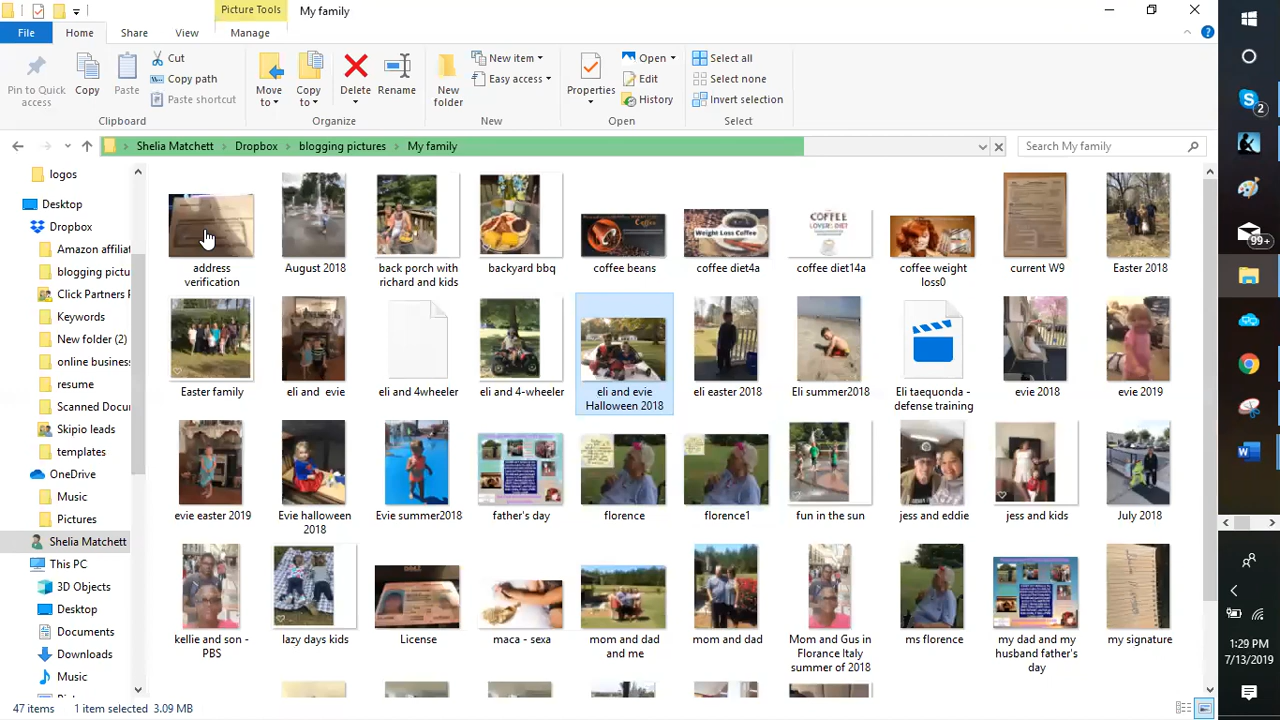 Picture Tools
My family
File
Home
Share
View
Manage
Pin to Quick access
Copy
Paste
Cut
Copy path
Paste shortcut
Clipboard
Move to
Copy to
Delete
Rename
Organize
New folder
New item
Easy access
New
Properties
Open
Edit
History
Open
Select all
Select none
Invert selection
Select
Shelia Matchett > Dropbox > blogging pictures > My family
Search My family
logos
Desktop
Dropbox
Amazon affiliat
blogging pictu
Click Partners F
Keywords
New folder (2)
online business
resume
Scanned Docu
Skipio leads
templates
OneDrive
Music
Pictures
Shelia Matchett
This PC
3D Objects
Desktop
Documents
Downloads
Music
address verification
August 2018
back porch with richard and kids
backyard bbq
Coffee
coffee beans
Weight Loss Coffee
coffee diet4a
COFFEE LOVER'S DIET
coffee diet14a
coffee weight loss0
current W9
Easter 2018
Easter family
eli and evie
eli and 4wheeler
eli and 4-wheeler
eli and evie Halloween 2018
eli easter 2018
Eli summer2018
Eli taequonda - defense training
evie 2018
evie 2019
evie easter 2019
Evie halloween 2018
Evie summer2018
father's day
florence
florence1
fun in the sun
jess and eddie
jess and kids
July 2018
kellie and son - PBS
lazy days kids
License
maca - sexa
mom and dad and me
mom and dad
Mom and Gus in Florance Italy summer of 2018
ms florence
my dad and my husband father's day
my signature
47 items
1 item selected 3.09 MB
2
99+
1:29 PM
7/13/2019